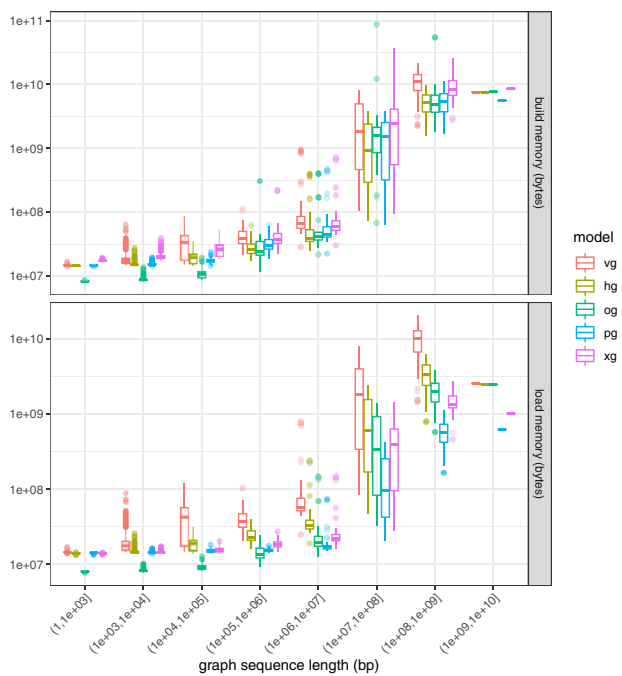 1e+11
1e+10
1e+09
1e+08
1e+07
build memory (bytes)
1e+10
1e+09
1e+08
1e+07
load memory (bytes)
(1,1e+03]
(1e+03,1e+04]
(1e+04,1e+05]
(1e+05,1e+06]
(1e+06,1e+07]
(1e+07,1e+08]
(1e+08,1e+09]
(1e+09,1e+10]
graph sequence length (bp)
model
vg
hg
og
pg
xg